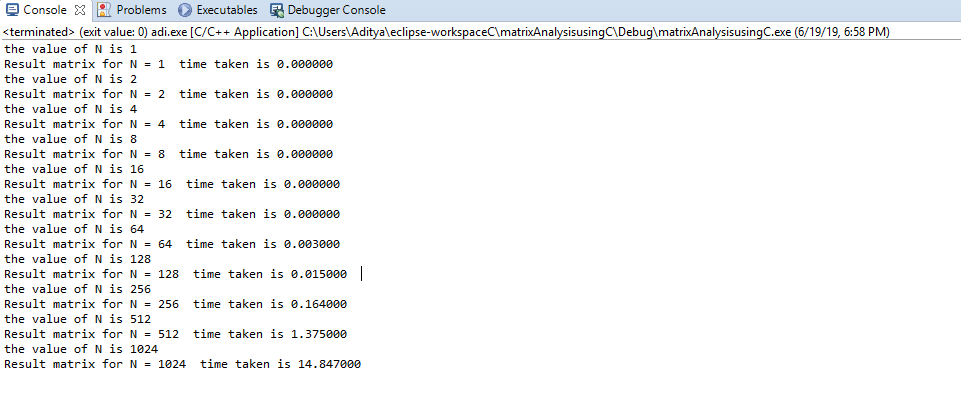 Console Problems Executables Debugger Console
<terminated> (exit value: 0) adi.exe [C/C++ Application] C:\Users\Aditya\eclipse-workspaceC\matrixAnalysisusingC\Debug\matrixAnalysisusingC.exe (6/19/19, 6:58 PM)
the value of N is 1
Result matrix for N = 1  time taken is 0.000000
the value of N is 2
Result matrix for N = 2  time taken is 0.000000
the value of N is 4
Result matrix for N = 4  time taken is 0.000000
the value of N is 8
Result matrix for N = 8  time taken is 0.000000
the value of N is 16
Result matrix for N = 16  time taken is 0.000000
the value of N is 32
Result matrix for N = 32  time taken is 0.000000
the value of N is 64
Result matrix for N = 64  time taken is 0.003000
the value of N is 128
Result matrix for N = 128  time taken is 0.015000
the value of N is 256
Result matrix for N = 256  time taken is 0.164000
the value of N is 512
Result matrix for N = 512  time taken is 1.375000
the value of N is 1024
Result matrix for N = 1024  time taken is 14.847000